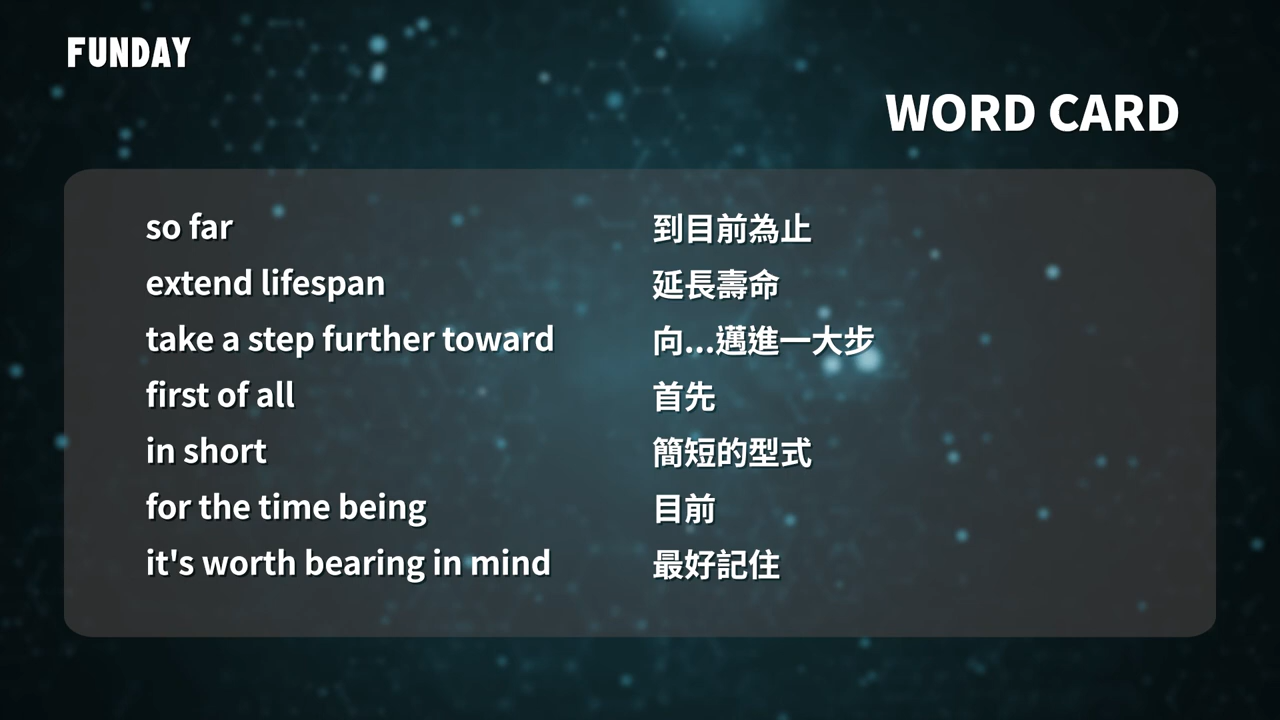 FUNDAY
WORD CARD
so far 到目前為止
extend lifespan 延長壽命
take a step further toward 向...邁進一大步
first of all 首先
in short 簡短的型式
for the time being 目前
it's worth bearing in mind 最好記住